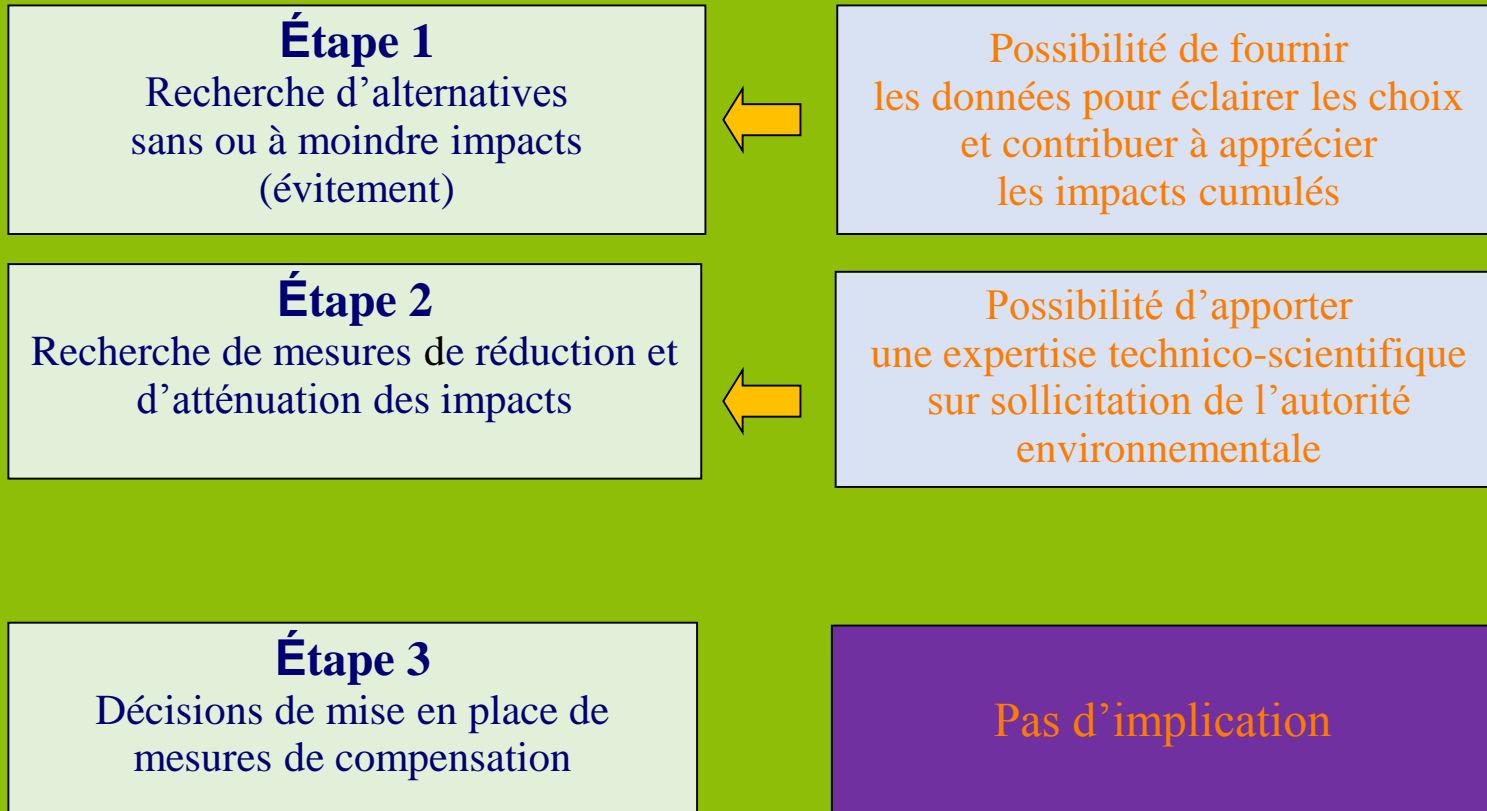 Étape 1
Recherche d’alternatives
sans ou à moindre impacts
(évitement)
Possibilité de fournir
les données pour éclairer les choix
et contribuer à apprécier
les impacts cumulés
Étape 2
Recherche de mesures de réduction et
d’atténuation des impacts
Possibilité d’apporter
une expertise technico-scientifique
sur sollicitation de l’autorité
environnementale
Étape 3
Décisions de mise en place de
mesures de compensation
Pas d’implication